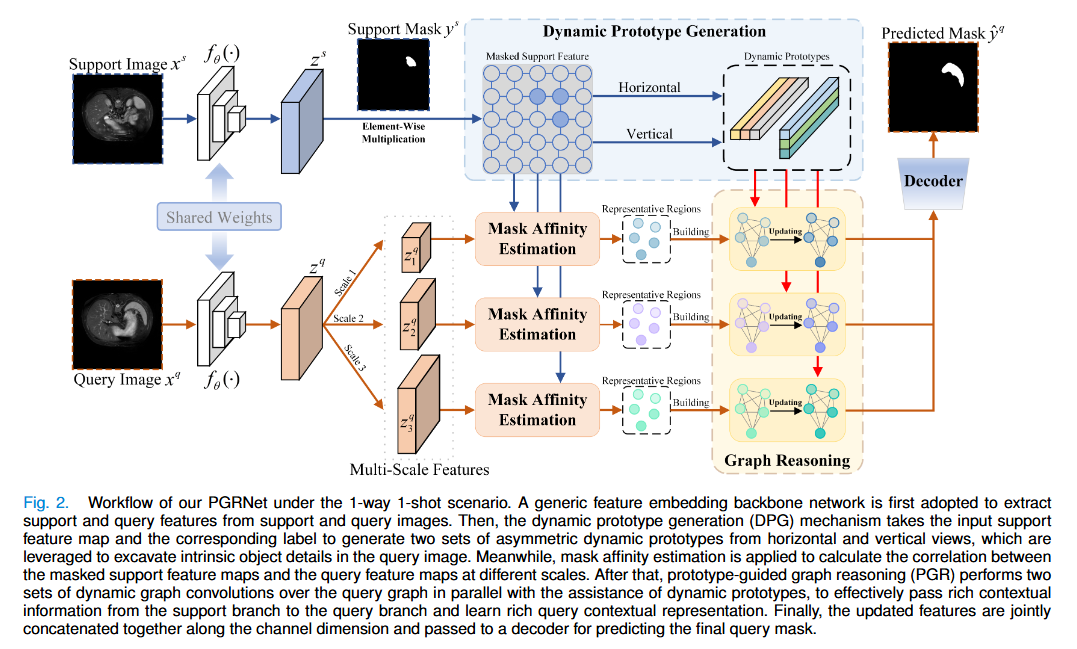 Dynamic Prototype Generation
Support Mask yˢ
Predicted Mask ŷ^q
f_θ(·)
Support Image xˢ
zˢ
Masked Support Feature
Dynamic Prototypes
Horizontal
Vertical
Element-Wise
Multiplication
Decoder
Shared Weights
Representative Regions
Mask Affinity
Estimation
Building
Updating
z₁^q
Scale 1
z^q
Representative Regions
Scale 2
z₂^q
Mask Affinity
Estimation
Building
Updating
Scale 3
Query Image x^q
f_θ(·)
Representative Regions
z₃^q
Mask Affinity
Estimation
Building
Updating
Multi-Scale Features
Graph Reasoning
Fig. 2. Workflow of our PGRNet under the 1-way 1-shot scenario. A generic feature embedding backbone network is first adopted to extract
support and query features from support and query images. Then, the dynamic prototype generation (DPG) mechanism takes the input support
feature map and the corresponding label to generate two sets of asymmetric dynamic prototypes from horizontal and vertical views, which are
leveraged to excavate intrinsic object details in the query image. Meanwhile, mask affinity estimation is applied to calculate the correlation between
the masked support feature maps and the query feature maps at different scales. After that, prototype-guided graph reasoning (PGR) performs two
sets of dynamic graph convolutions over the query graph in parallel with the assistance of dynamic prototypes, to effectively pass rich contextual
information from the support branch to the query branch and learn rich query contextual representation. Finally, the updated features are jointly
concatenated together along the channel dimension and passed to a decoder for predicting the final query mask.